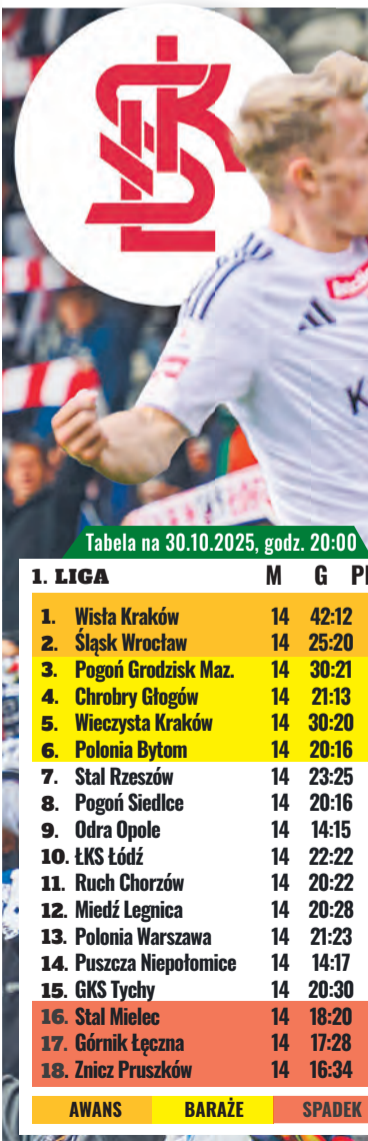 ŁKS
Tabela na 30.10.2025, godz. 20:00
1. LIGA M G
1. Wisła Kraków 14 42:12
2. Śląsk Wrocław 14 25:20
3. Pogoń Grodzisk Maz. 14 30:21
4. Chrobry Głogów 14 21:13
5. Wieczysta Kraków 14 30:20
6. Polonia Bytom 14 20:16
7. Stal Rzeszów 14 23:25
8. Pogoń Siedlce 14 20:16
9. Odra Opole 14 14:15
10. ŁKS Łódź 14 22:22
11. Ruch Chorzów 14 20:22
12. Miedź Legnica 14 20:28
13. Polonia Warszawa 14 21:23
14. Puszcza Niepołomice 14 14:17
15. GKS Tychy 14 20:30
16. Stal Mielec 14 18:20
17. Górnik Łęczna 14 17:28
18. Znicz Pruszków 14 16:34
AWANS BARAŻE SPADEK